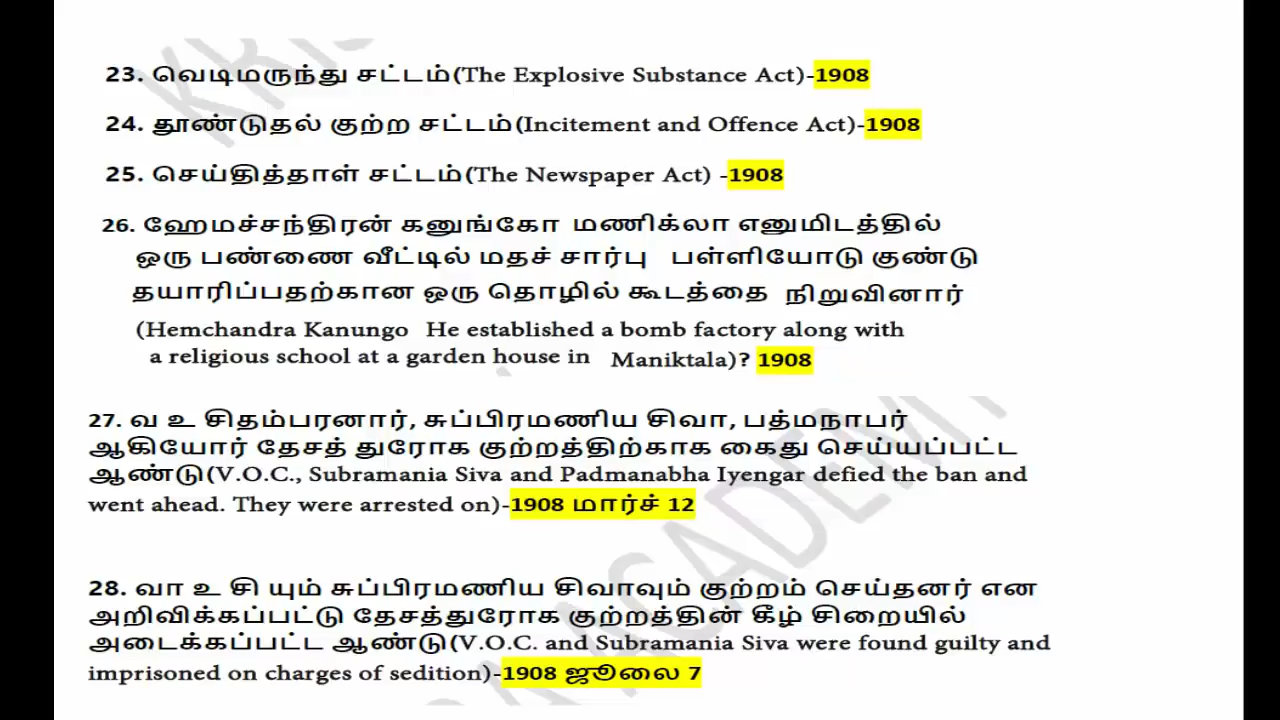 23. வெடிமருந்து சட்டம்(The Explosive Substance Act)-1908
24. தூண்டுதல் குற்ற சட்டம்(Incitement and Offence Act)-1908
25. செய்தித்தாள் சட்டம்(The Newspaper Act) -1908
26. ஹேமச்சந்திரன் கனுங்கோ மணிக்லா எனுமிடத்தில்
ஒரு பண்ணை வீட்டில் மதச் சார்பு பள்ளியோடு குண்டு
தயாரிப்பதற்கான ஒரு தொழில் கூடத்தை நிறுவினார்
(Hemchandra Kanungo He established a bomb factory along with
a religious school at a garden house in Maniktala)? 1908
27. வ உ சிதம்பரனார், சுப்பிரமணிய சிவா, பத்மநாபர்
ஆகியோர் தேசத் துரோக குற்றத்திற்காக கைது செய்யப்பட்ட
ஆண்டு(V.O.C., Subramania Siva and Padmanabha Iyengar defied the ban and
went ahead. They were arrested on)-1908 மார்ச் 12
28. வா உ சி யும் சுப்பிரமணிய சிவாவும் குற்றம் செய்தனர் என
அறிவிக்கப்பட்டு தேசத்துரோக குற்றத்தின் கீழ் சிறையில்
அடைக்கப்பட்ட ஆண்டு(V.O.C. and Subramania Siva were found guilty and
imprisoned on charges of sedition)-1908 ஜூலை 7